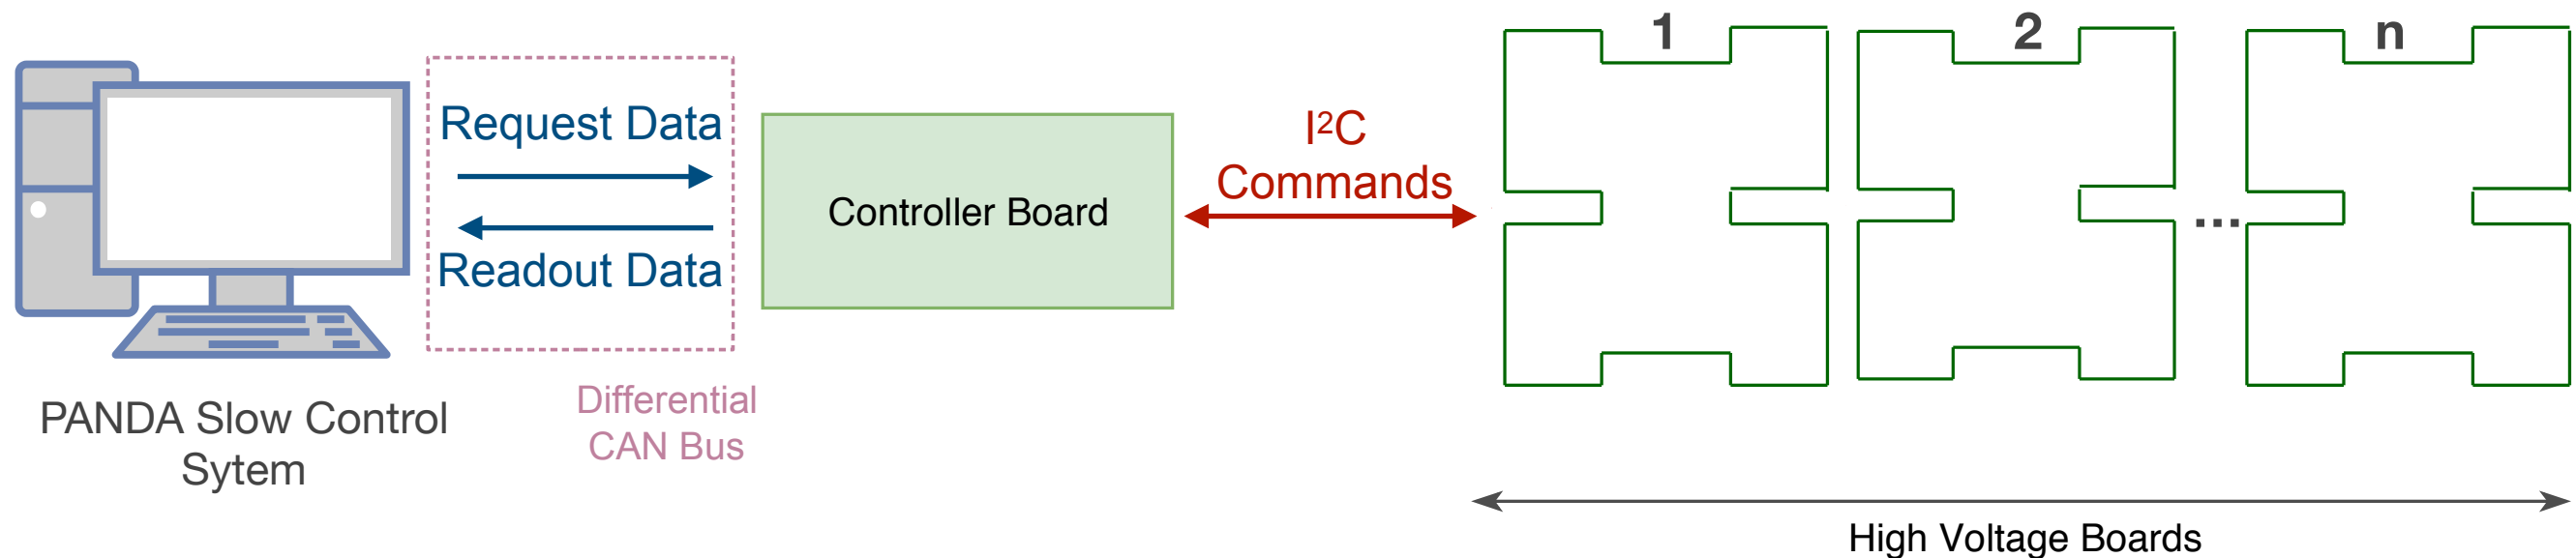 Request Data
Readout Data
PANDA Slow Control
Sytem
Differential
CAN Bus
Controller Board
I²C
Commands
1
2
...
n
High Voltage Boards